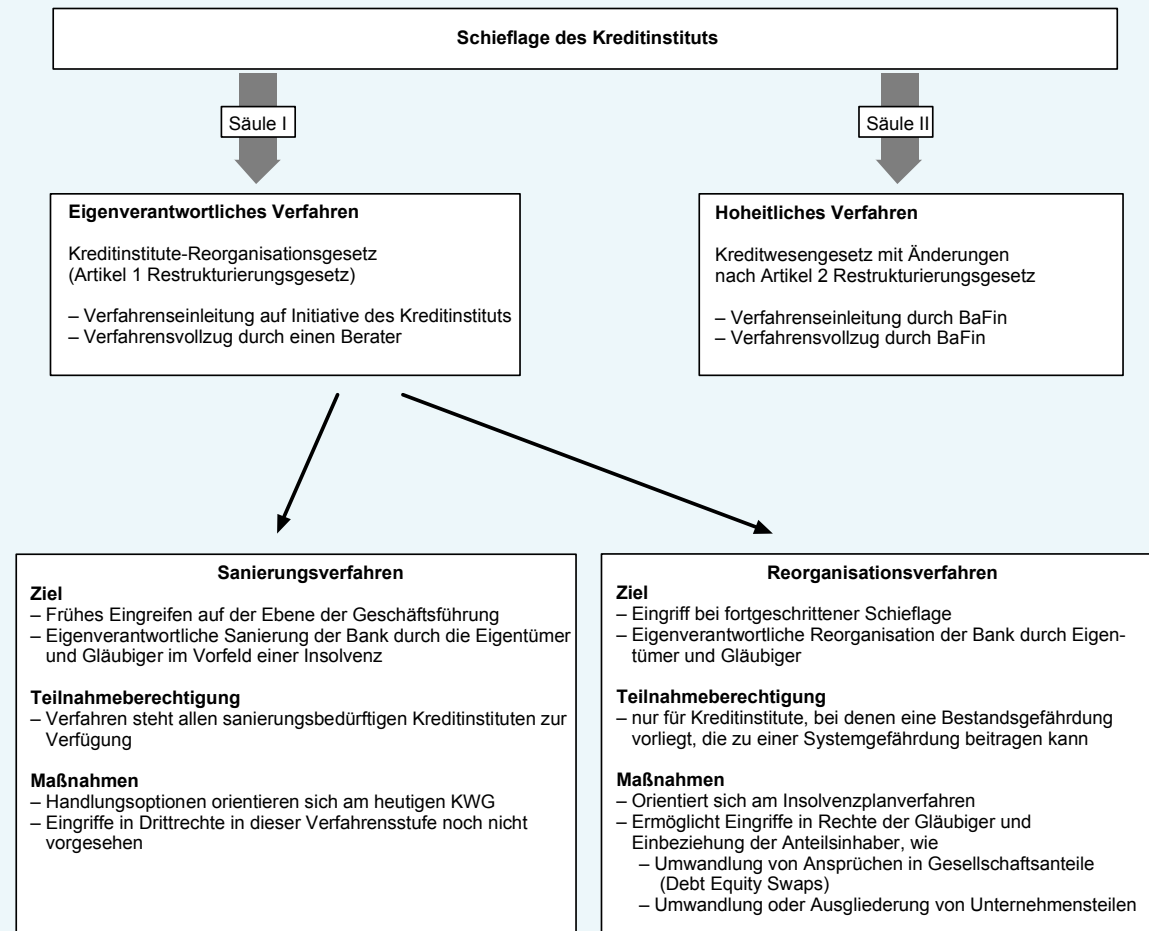 Schieflage des Kreditinstituts
Säule I
Säule II
Eigenverantwortliches Verfahren
Kreditinstitute-Reorganisationsgesetz
(Artikel 1 Restrukturierungsgesetz)
– Verfahrenseinleitung auf Initiative des Kreditinstituts
– Verfahrensvollzug durch einen Berater
Hoheitliches Verfahren
Kreditwesengesetz mit Änderungen
nach Artikel 2 Restrukturierungsgesetz
– Verfahrenseinleitung durch BaFin
– Verfahrensvollzug durch BaFin
Sanierungsverfahren
Ziel
– Frühes Eingreifen auf der Ebene der Geschäftsführung
– Eigenverantwortliche Sanierung der Bank durch die Eigentümer
und Gläubiger im Vorfeld einer Insolvenz
Teilnahmeberechtigung
– Verfahren steht allen sanierungsbedürftigen Kreditinstituten zur
Verfügung
Maßnahmen
– Handlungsoptionen orientieren sich am heutigen KWG
– Eingriffe in Drittrechte in dieser Verfahrensstufe noch nicht
vorgesehen
Reorganisationsverfahren
Ziel
– Eingriff bei fortgeschrittener Schieflage
– Eigenverantwortliche Reorganisation der Bank durch Eigen-
tümer und Gläubiger
Teilnahmeberechtigung
– nur für Kreditinstitute, bei denen eine Bestandsgefährdung
vorliegt, die zu einer Systemgefährdung beitragen kann
Maßnahmen
– Orientiert sich am Insolvenzplanverfahren
– Ermöglicht Eingriffe in Rechte der Gläubiger und
Einbeziehung der Anteilsinhaber, wie
– Umwandlung von Ansprüchen in Gesellschaftsanteile
(Debt Equity Swaps)
– Umwandlung oder Ausgliederung von Unternehmensteilen